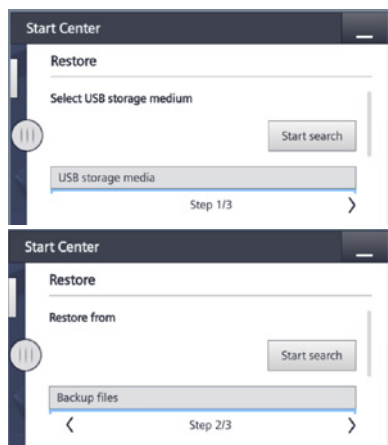 Start Center
Restore
Select USB storage medium
Start search
USB storage media
Step 1/3
Start Center
Restore
Restore from
Start search
Backup files
Step 2/3